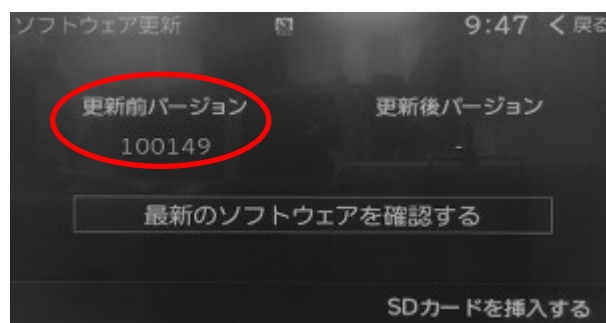 ソフトウェア更新 9:47 <戻る
更新前バージョン 更新後バージョン
100149 > -
最新のソフトウェアを確認する
SDカードを挿入する